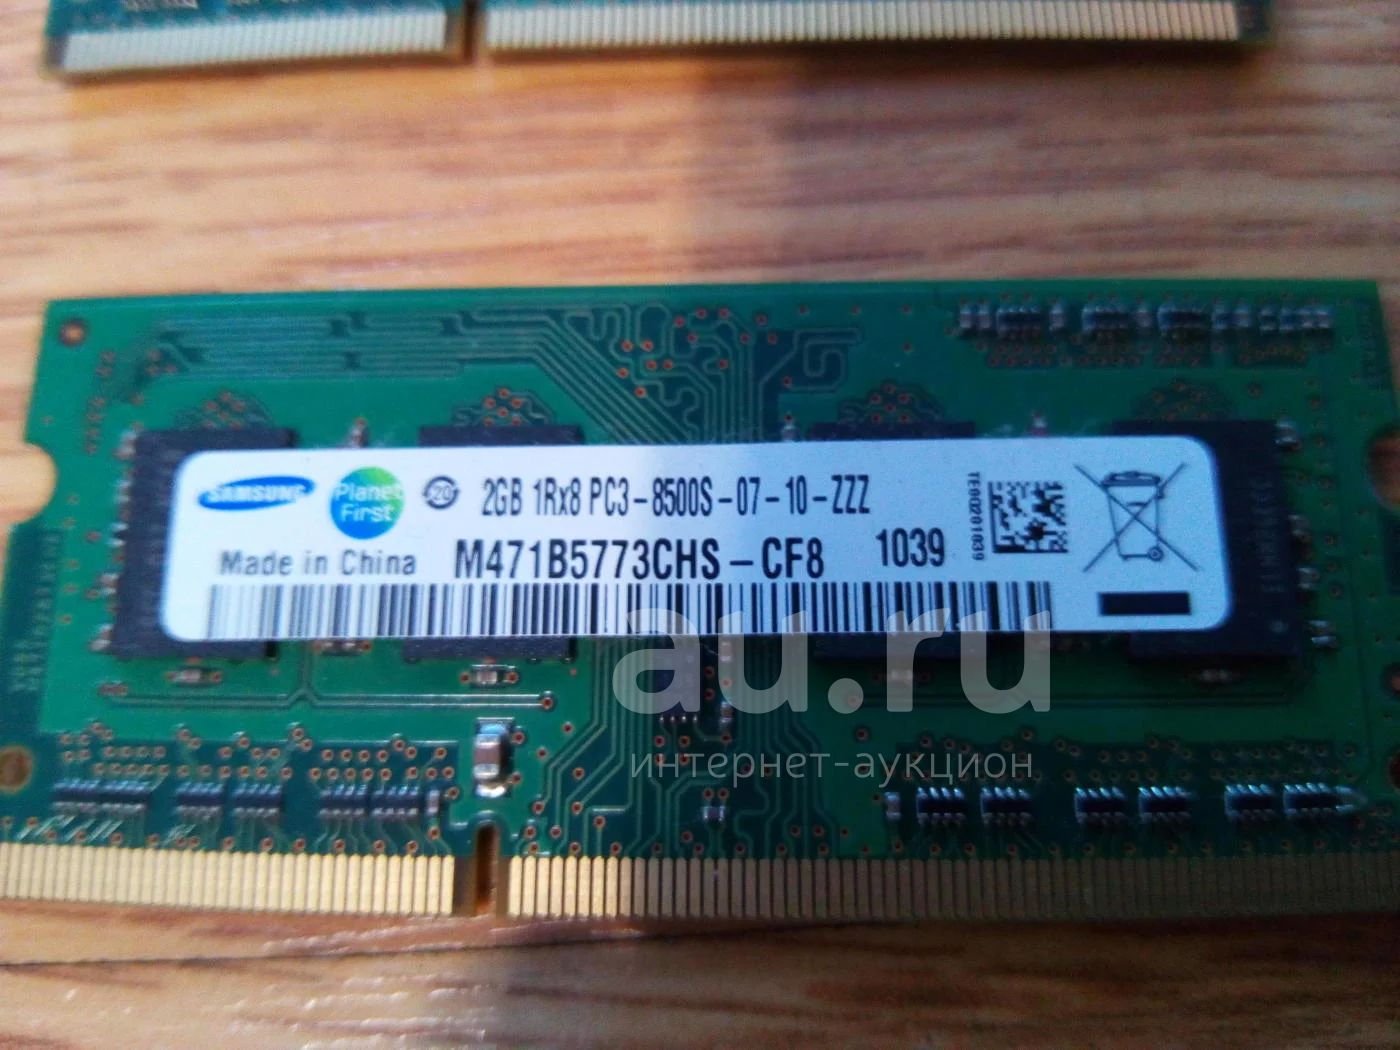 SAMSUNG
Planet First
20
2GB 1Rx8 PC3-8500S-07-10-ZZZ
Made in China
M471B5773CHS-CF8
1039
au.ru
интернет-аукцион